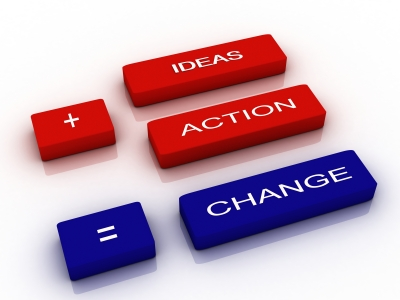 IDEAS
+ ACTION
= CHANGE